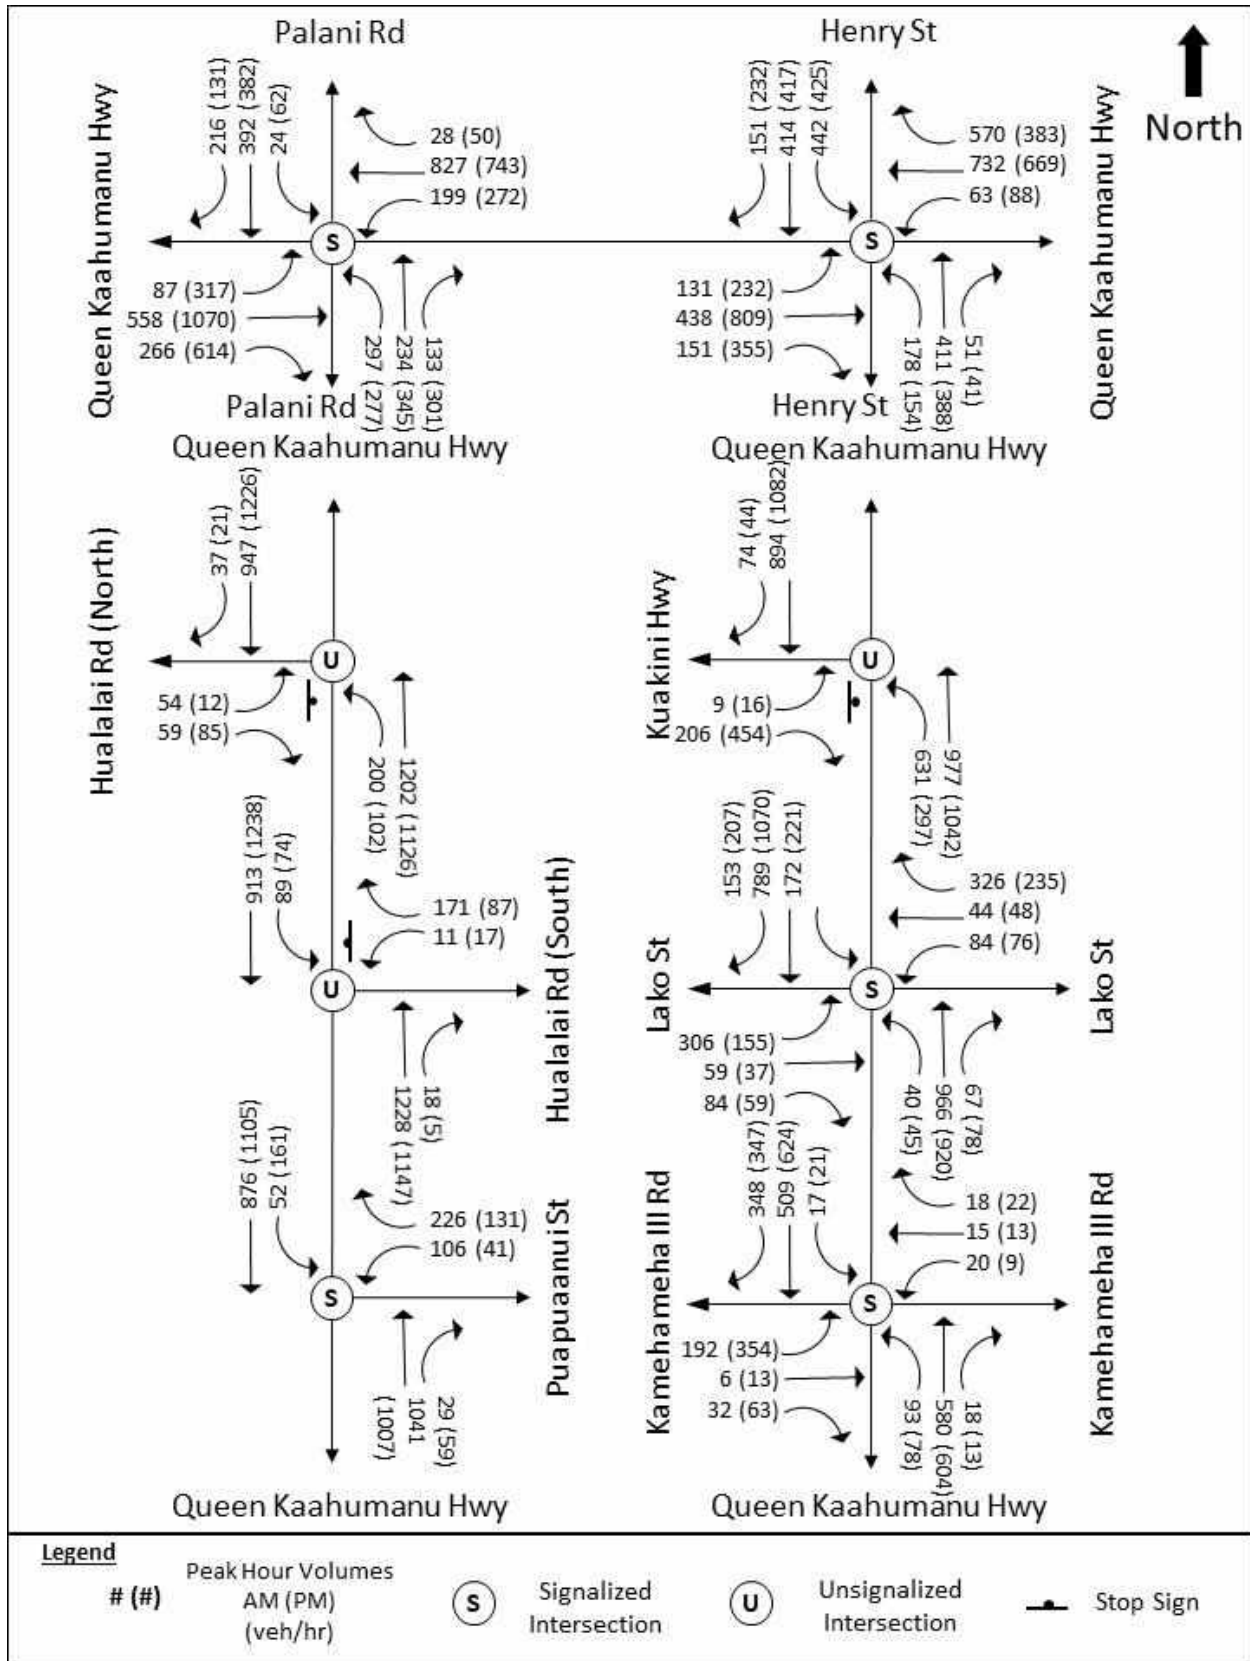 Palani Rd
Henry St
North
Queen Kaahumanu Hwy
216 (131)
392 (382)
24 (62)
28 (50)
827 (743)
199 (272)
S
87 (317)
558 (1070)
266 (614)
297 (277)
234 (345)
133 (301)
Palani Rd
151 (232)
414 (417)
442 (425)
570 (383)
732 (669)
63 (88)
S
131 (232)
438 (809)
151 (355)
178 (154)
411 (388)
51 (41)
Queen Kaahumanu Hwy
Henry St
Queen Kaahumanu Hwy
Hualalai Rd (North)
37 (21)
947 (1226)
U
54 (12)
59 (85)
200 (102)
1202 (1126)
913 (1238)
89 (74)
171 (87)
11 (17)
U
Hualalai Rd (South)
1228 (1147)
18 (5)
876 (1105)
52 (161)
226 (131)
106 (41)
S
Puapuaanui St
1041
(1007)
29 (59)
Queen Kaahumanu Hwy
Queen Kaahumanu Hwy
Kuakini Hwy
74 (44)
894 (1082)
U
9 (16)
206 (454)
631 (297)
977 (1042)
153 (207)
789 (1070)
172 (221)
326 (235)
44 (48)
84 (76)
Lako St
S
Lako St
306 (155)
59 (37)
84 (59)
40 (45)
966 (920)
67 (78)
Kamehameha III Rd
348 (347)
509 (624)
17 (21)
18 (22)
15 (13)
20 (9)
S
Kamehameha III Rd
192 (354)
6 (13)
32 (63)
93 (78)
580 (604)
18 (13)
Queen Kaahumanu Hwy
Legend
# (#)
Peak Hour Volumes
AM (PM)
(veh/hr)
S
Signalized
Intersection
U
Unsignalized
Intersection
Stop Sign